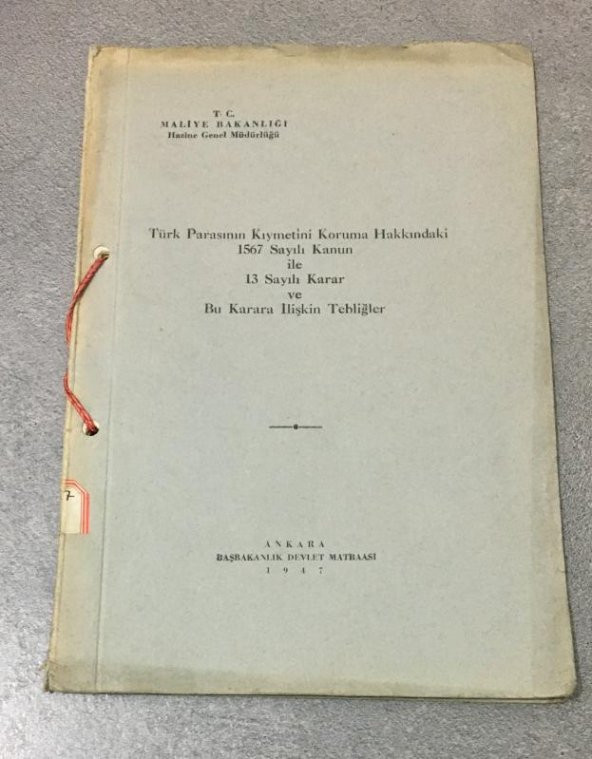 T. C.
MALİYE BAKANLIĞI
Hazine Genel Müdürlüğü
Türk Parasının Kıymetini Koruma Hakkındaki
1567 Sayılı Kanun
ile
13 Sayılı Karar
ve
Bu Karara İlişkin Tebliğler
7
ANKARA
BAŞBAKANLIK DEVLET MATBAASI
1947